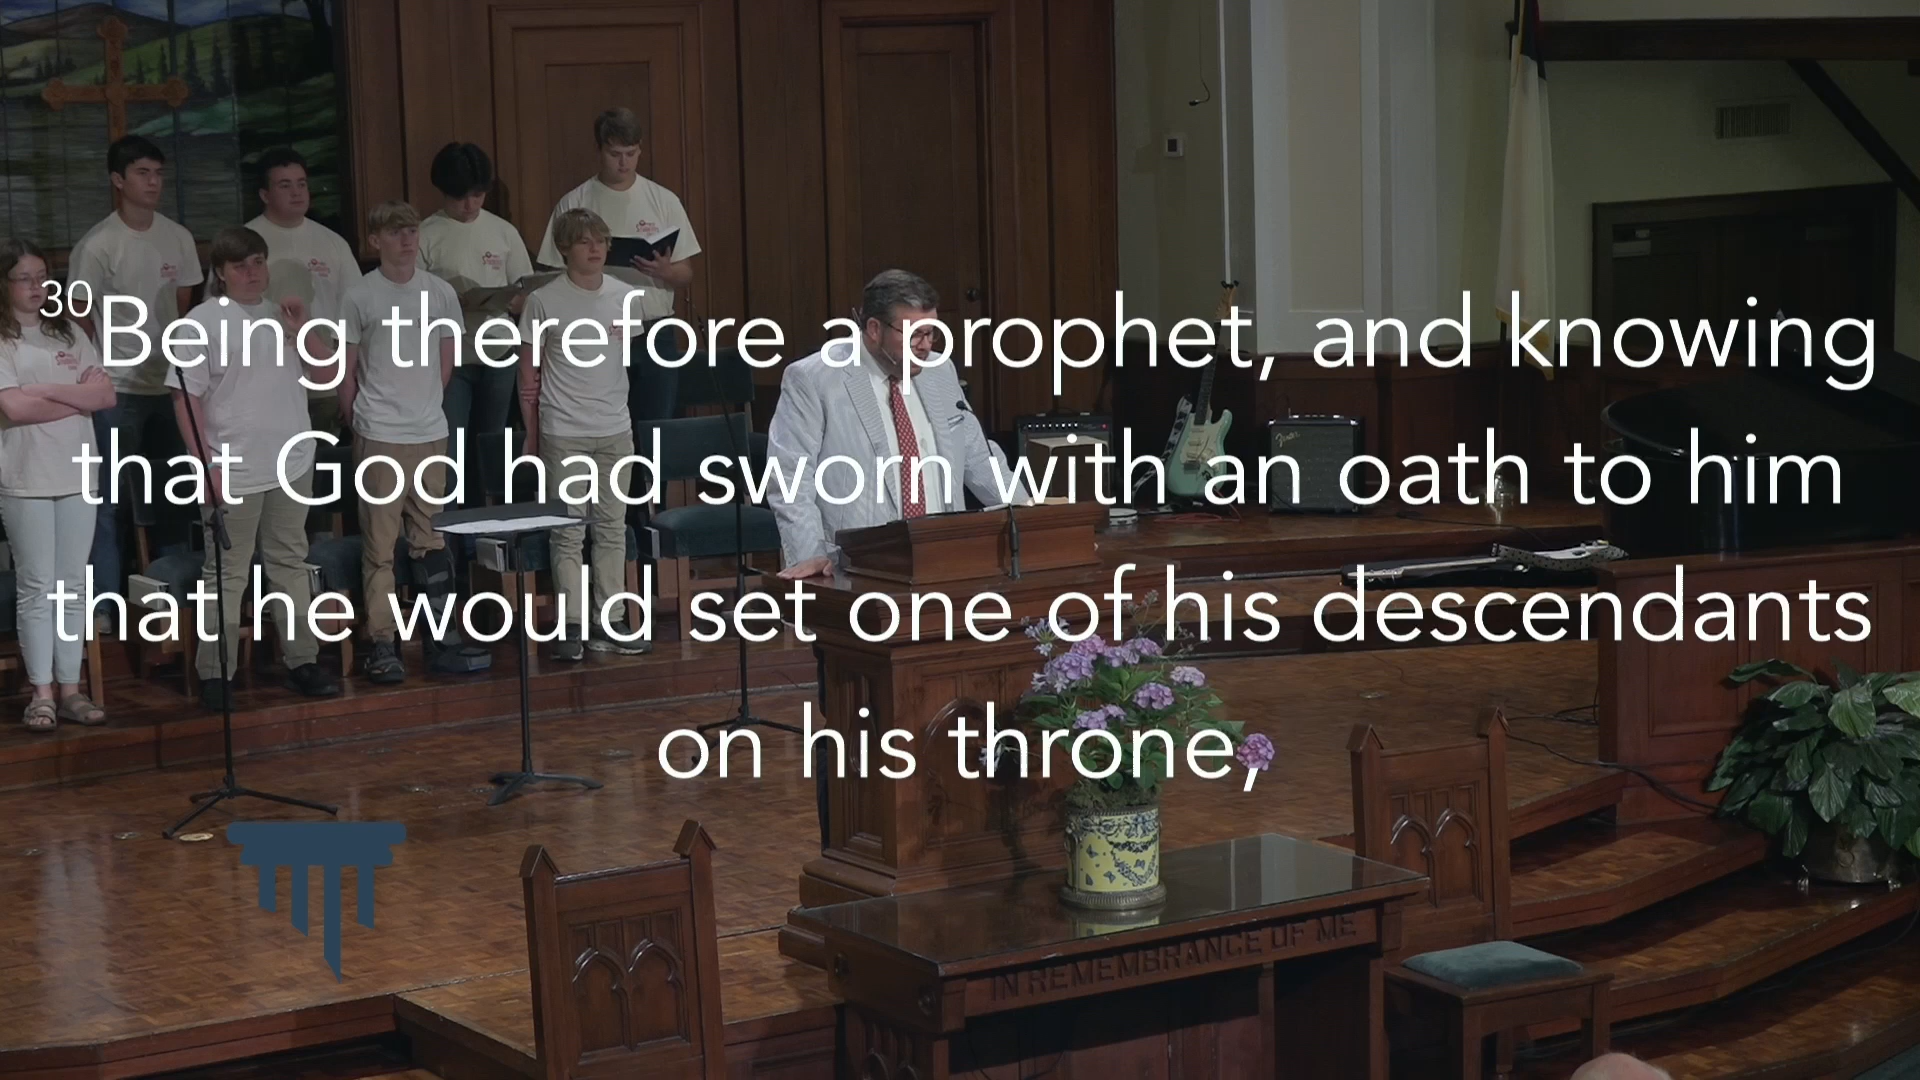 30Being therefore a prophet, and knowing
that God had sworn with an oath to him
that he would set one of his descendants
on his throne,
Fender
IN REMEMBRANCE OF ME